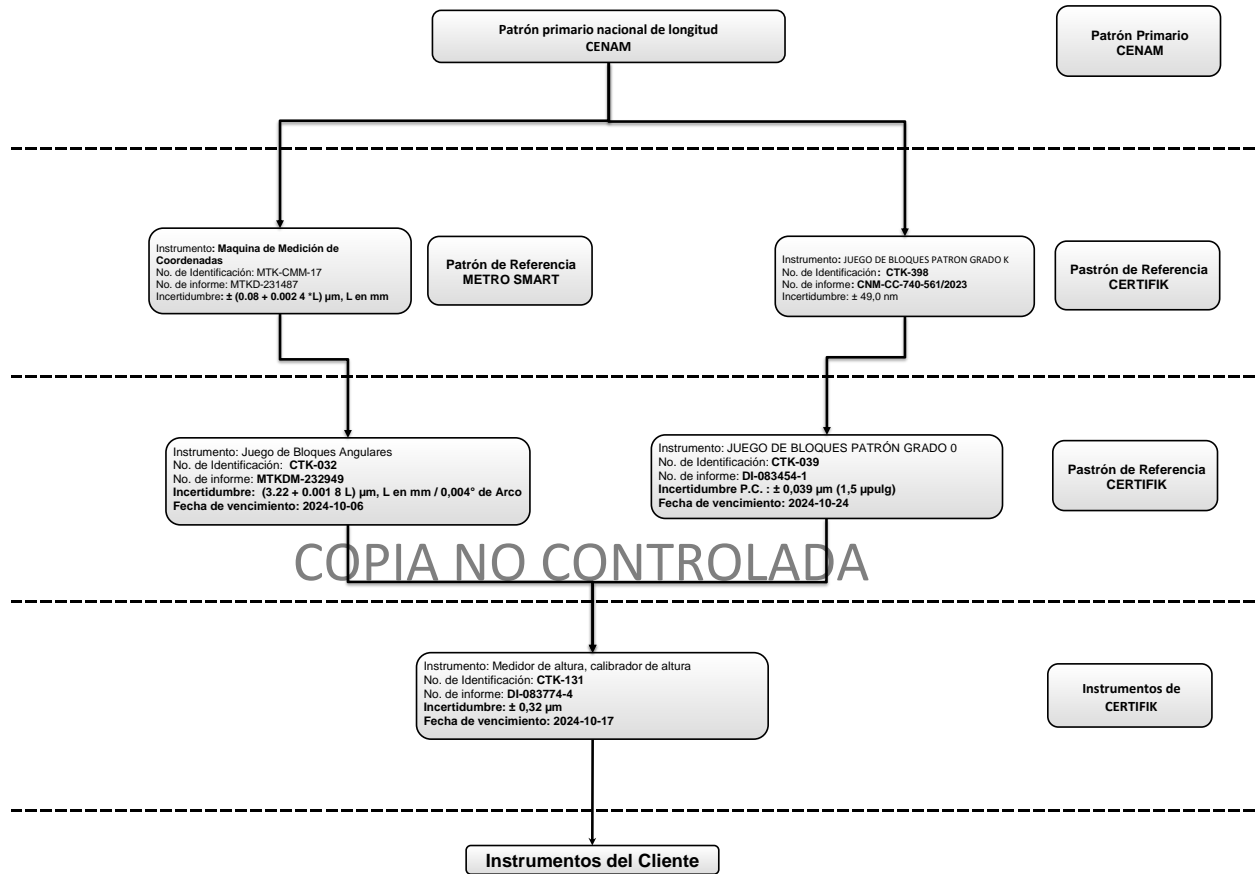 Patrón primario nacional de longitud
CENAM
Patrón Primario
CENAM
Instrumento: Maquina de Medición de
Coordenadas
No. de Identificación: MTK-CMM-17
No. de informe: MTKD-231487
Incertidumbre: ± (0.08 + 0.002 4 *L) µm, L en mm
Patrón de Referencia
METRO SMART
Instrumento: JUEGO DE BLOQUES PATRON GRADO K
No. de Identificación: CTK-398
No. de informe: CNM-CC-740-561/2023
Incertidumbre: ± 49,0 nm
Pastrón de Referencia
CERTIFIK
Instrumento: Juego de Bloques Angulares
No. de Identificación: CTK-032
No. de informe: MTKDM-232949
Incertidumbre: (3.22 + 0.001 8 L) µm, L en mm / 0,004° de Arco
Fecha de vencimiento: 2024-10-06
Instrumento: JUEGO DE BLOQUES PATRÓN GRADO 0
No. de Identificación: CTK-039
No. de informe: DI-083454-1
Incertidumbre P.C. : ± 0,039 µm (1,5 µpulg)
Fecha de vencimiento: 2024-10-24
Pastrón de Referencia
CERTIFIK
COPIA NO CONTROLADA
Instrumento: Medidor de altura, calibrador de altura
No. de Identificación: CTK-131
No. de informe: DI-083774-4
Incertidumbre: ± 0,32 µm
Fecha de vencimiento: 2024-10-17
Instrumentos de
CERTIFIK
Instrumentos del Cliente